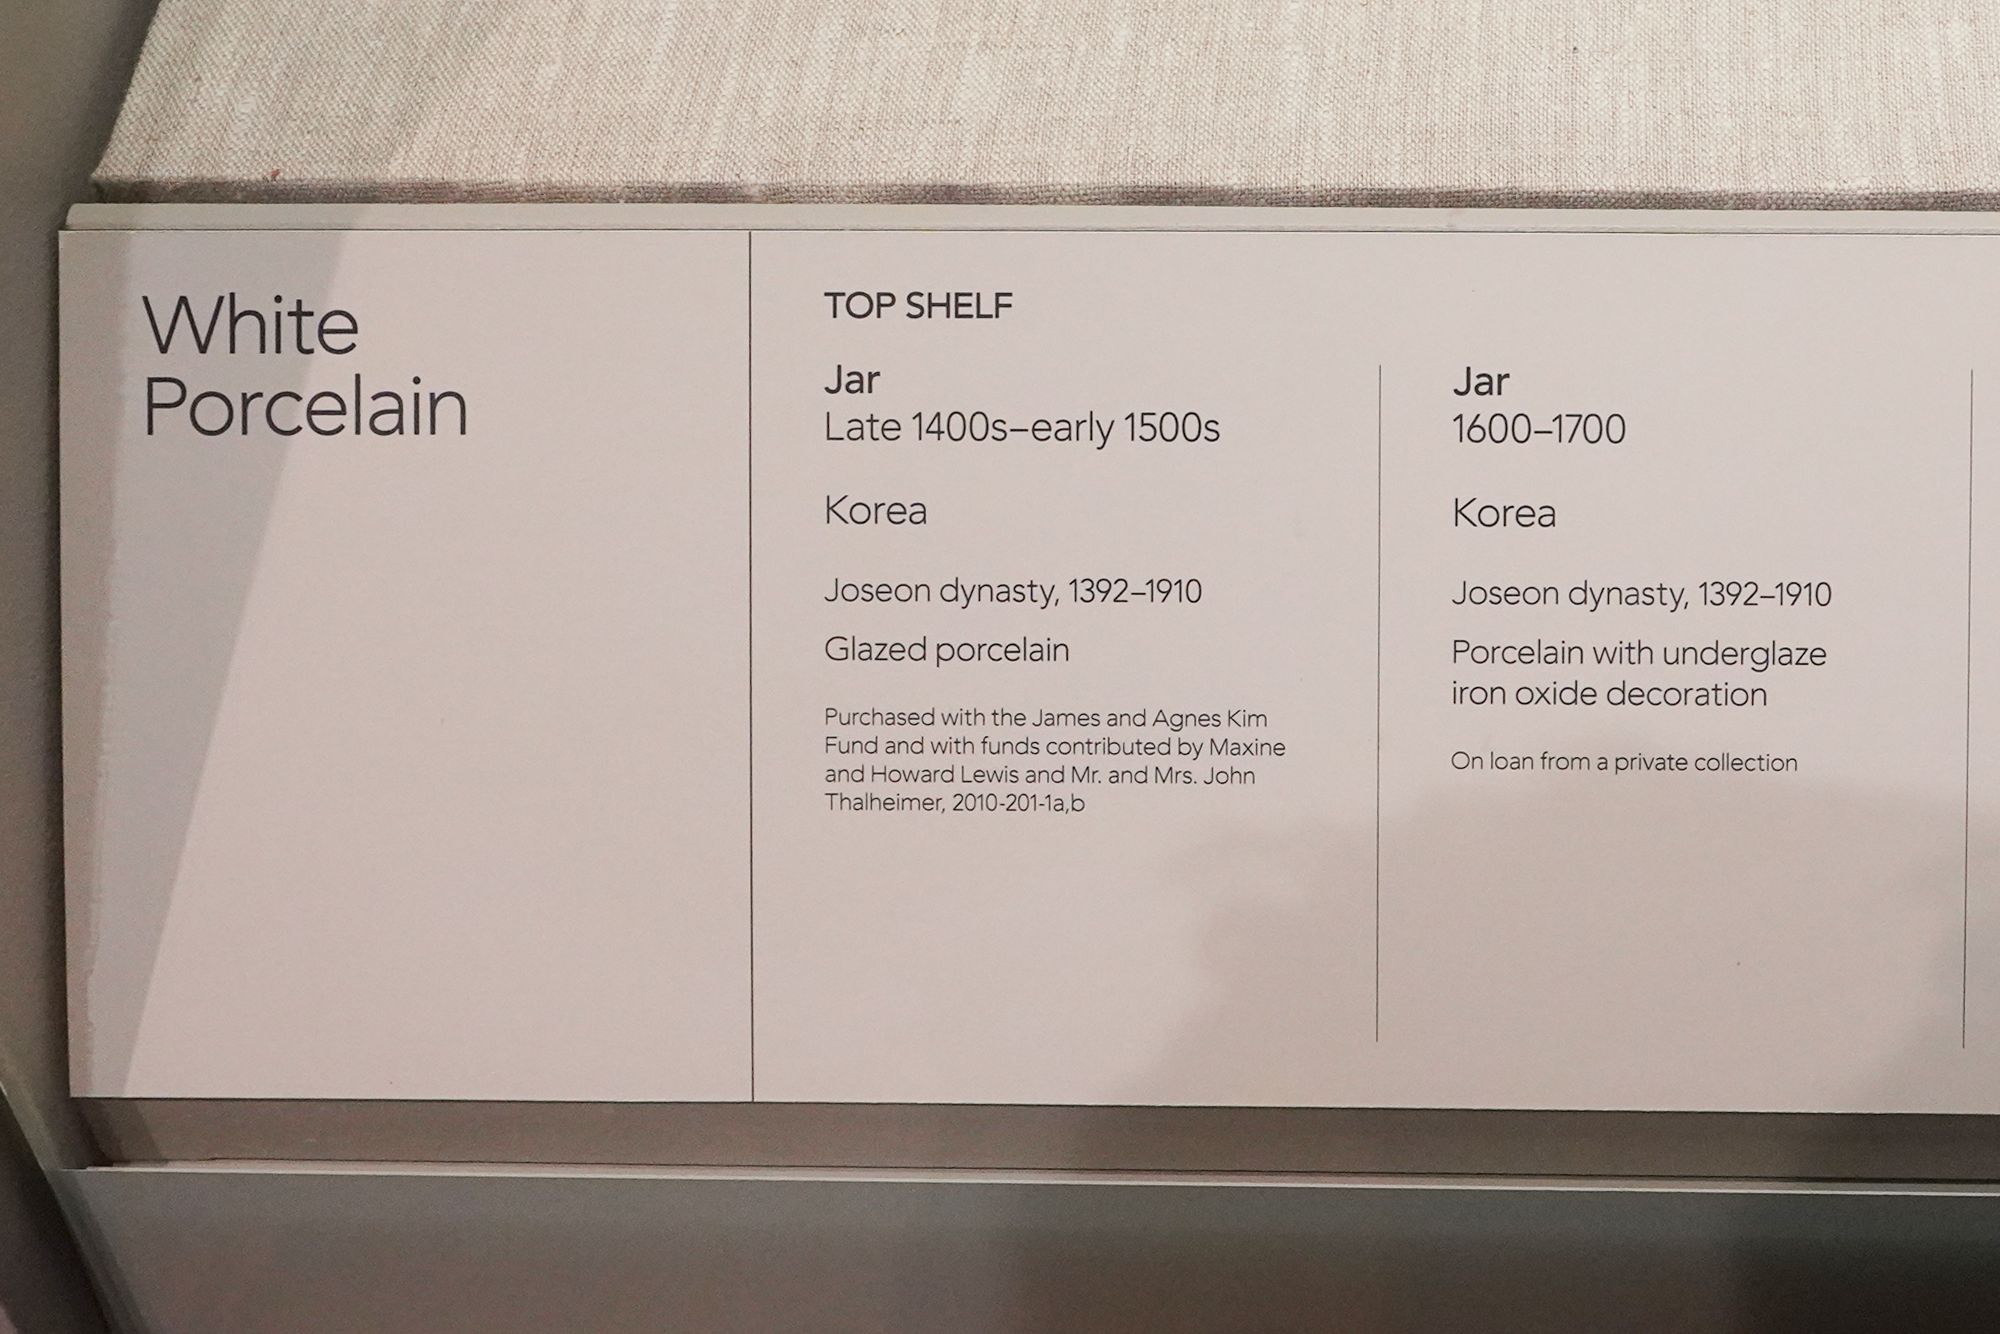 White
Porcelain
TOP SHELF
Jar
Late 1400s–early 1500s
Korea
Joseon dynasty, 1392–1910
Glazed porcelain
Purchased with the James and Agnes Kim
Fund and with funds contributed by Maxine
and Howard Lewis and Mr. and Mrs. John
Thalheimer, 2010-201-1a,b
Jar
1600–1700
Korea
Joseon dynasty, 1392–1910
Porcelain with underglaze
iron oxide decoration
On loan from a private collection